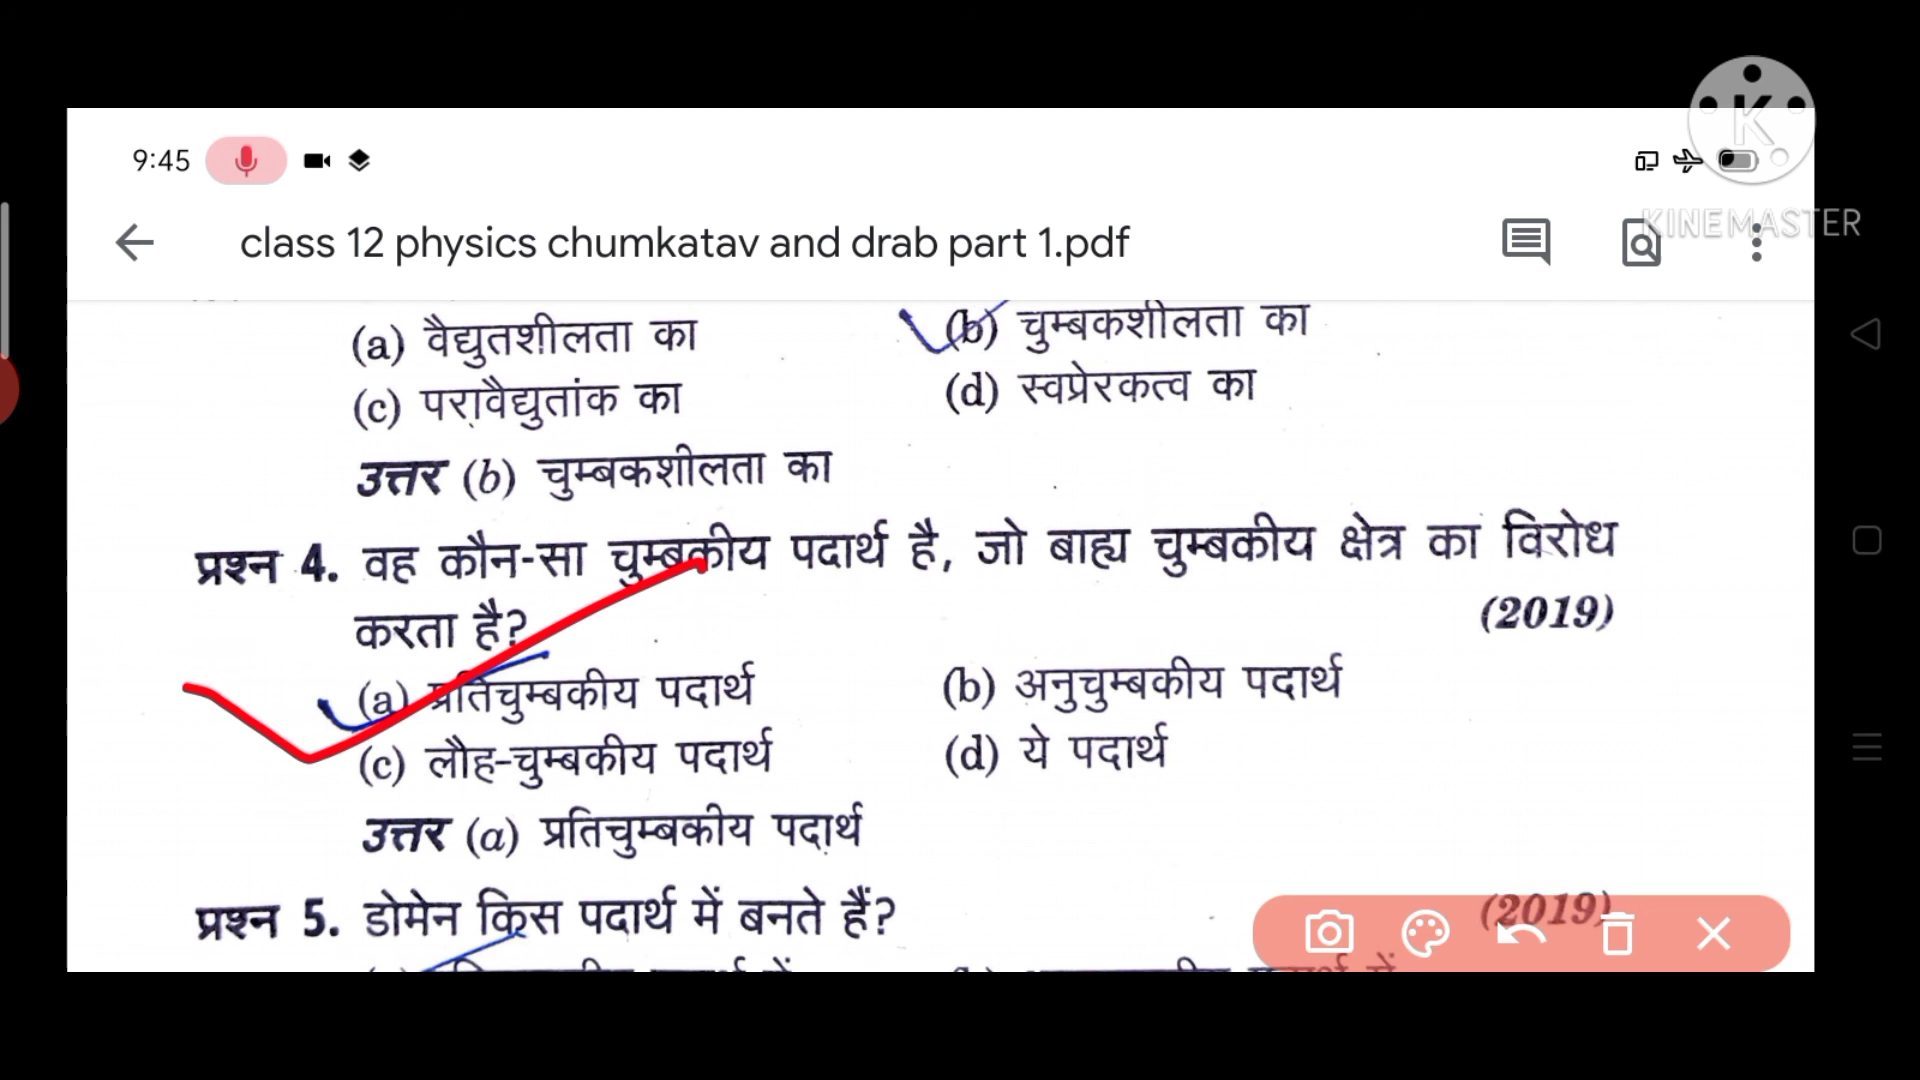 9:45
K
KINEMASTER
class 12 physics chumkatav and drab part 1.pdf
(a) वैद्युतशीलता का (b) चुम्बकशीलता का
(c) परावैद्युतांक का (d) स्वप्रेरकत्व का
उत्तर (b) चुम्बकशीलता का
प्रश्न 4. वह कौन-सा चुम्बकीय पदार्थ है, जो बाह्य चुम्बकीय क्षेत्र का विरोध
करता है? (2019)
(a) प्रतिचुम्बकीय पदार्थ (b) अनुचुम्बकीय पदार्थ
(c) लौह-चुम्बकीय पदार्थ (d) ये पदार्थ
उत्तर (a) प्रतिचुम्बकीय पदार्थ
प्रश्न 5. डोमेन किस पदार्थ में बनते हैं? (2019)